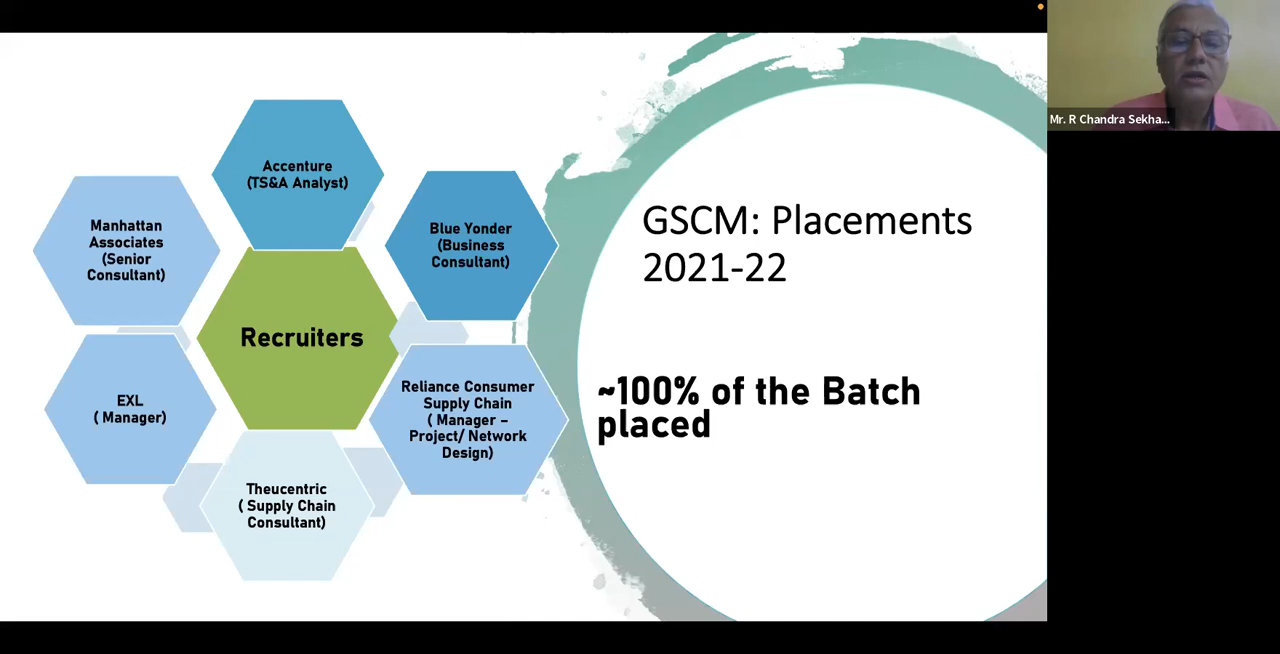 Accenture
(TS&A Analyst)
Manhattan
Associates
(Senior
Consultant)
Blue Yonder
(Business
Consultant)
Recruiters
EXL
( Manager)
Reliance Consumer
Supply Chain
( Manager –
Project/ Network
Design)
Theucentric
( Supply Chain
Consultant)
GSCM: Placements
2021-22
~100% of the Batch
placed
Mr. R Chandra Sekha...